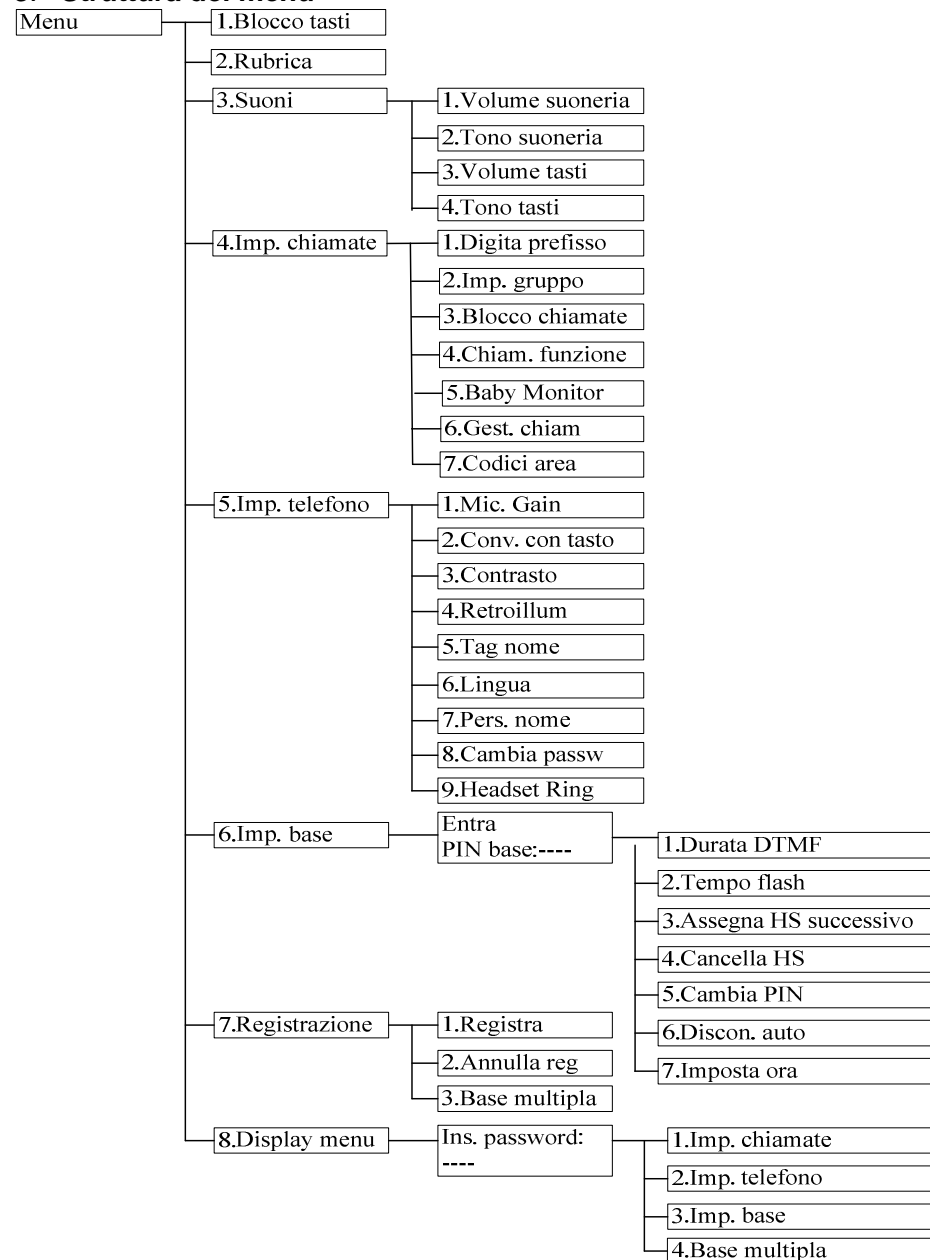 Menu
1.Blocco tasti
2.Rubrica
3.Suoni
1.Volume suoneria
2.Tono suoneria
3.Volume tasti
4.Tono tasti
4.Imp. chiamate
1.Digita prefisso
2.Imp. gruppo
3.Blocco chiamate
4.Chiam. funzione
5.Baby Monitor
6.Gest. chiam
7.Codici area
5.Imp. telefono
1.Mic. Gain
2.Conv. con tasto
3.Contrasto
4.Retroillum
5.Tag nome
6.Lingua
7.Pers. nome
8.Cambia passw
9.Headset Ring
6.Imp. base
Entra
PIN base:----
1.Durata DTMF
2.Tempo flash
3.Assegna HS successivo
4.Cancella HS
5.Cambia PIN
6.Discon. auto
7.Imposta ora
7.Registrazione
1.Registra
2.Annulla reg
3.Base multipla
8.Display menu
Ins. password:
----
1.Imp. chiamate
2.Imp. telefono
3.Imp. base
4.Base multipla